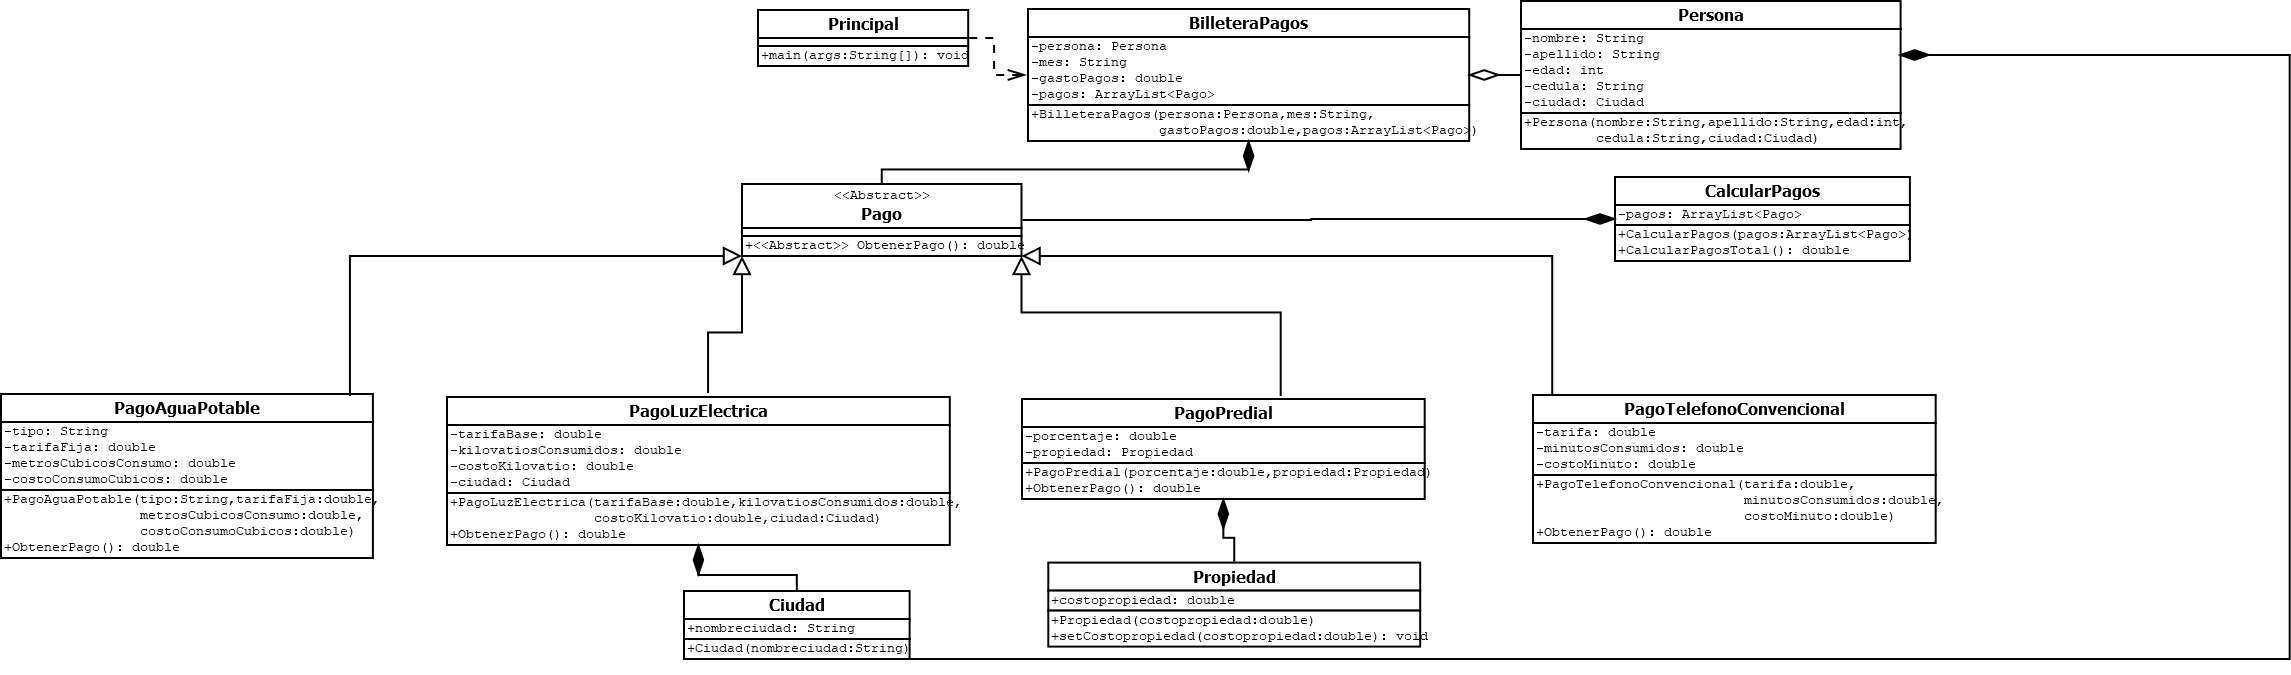 Principal
+main(args:String[]): void
BilleteraPagos
-persona: Persona
-mes: String
-gastoPagos: double
-pagos: ArrayList<Pago>
+BilleteraPagos(persona:Persona,mes:String,
gastoPagos:double,pagos:ArrayList<Pago>)
Persona
-nombre: String
-apellido: String
-edad: int
-cedula: String
-ciudad: Ciudad
+Persona(nombre:String,apellido:String,edad:int,
cedula:String,ciudad:Ciudad)
<<Abstract>>
Pago
+<<Abstract>> ObtenerPago(): double
CalcularPagos
-pagos: ArrayList<Pago>
+CalcularPagos(pagos:ArrayList<Pago>)
+CalcularPagosTotal(): double
PagoAguaPotable
-tipo: String
-tarifaFija: double
-metrosCubicosConsumo: double
-costoConsumoCubicos: double
+PagoAguaPotable(tipo:String,tarifaFija:double,
metrosCubicosConsumo:double,
costoConsumoCubicos:double)
+ObtenerPago(): double
PagoLuzElectrica
-tarifaBase: double
-kilovatiosConsumidos: double
-costoKilovatio: double
-ciudad: Ciudad
+PagoLuzElectrica(tarifaBase:double,kilovatiosConsumidos:double,
costoKilovatio:double,ciudad:Ciudad)
+ObtenerPago(): double
PagoPredial
-porcentaje: double
-propiedad: Propiedad
+PagoPredial(porcentaje:double,propiedad:Propiedad)
+ObtenerPago(): double
PagoTelefonoConvencional
-tarifa: double
-minutosConsumidos: double
-costoMinuto: double
+PagoTelefonoConvencional(tarifa:double,
minutosConsumidos:double,
costoMinuto:double)
+ObtenerPago(): double
Ciudad
+nombreciudad: String
+Ciudad(nombreciudad:String)
Propiedad
+costopropiedad: double
+Propiedad(costopropiedad:double)
+setCostopropiedad(costopropiedad:double): void